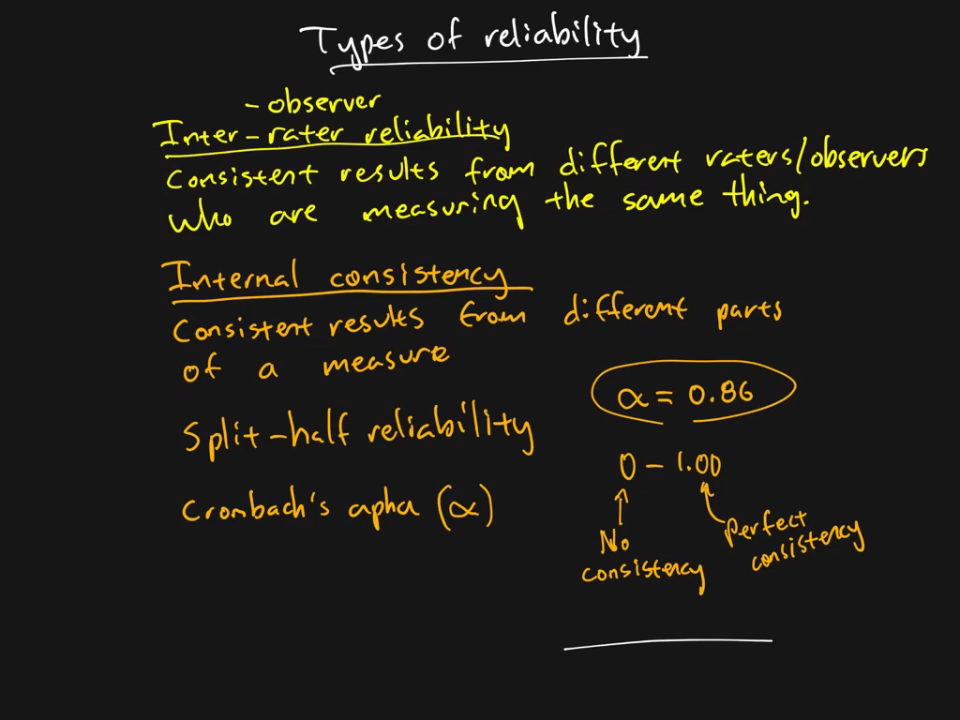 Types of reliability
- observer
Inter-rater reliability
Consistent results from different raters/observers
who are measuring the same thing.
Internal consistency
Consistent results from different parts
of a measure
α = 0.86
Split-half reliability
0 - 1.00
Crombach's apha (α)
No
consistency
Perfect
consistency